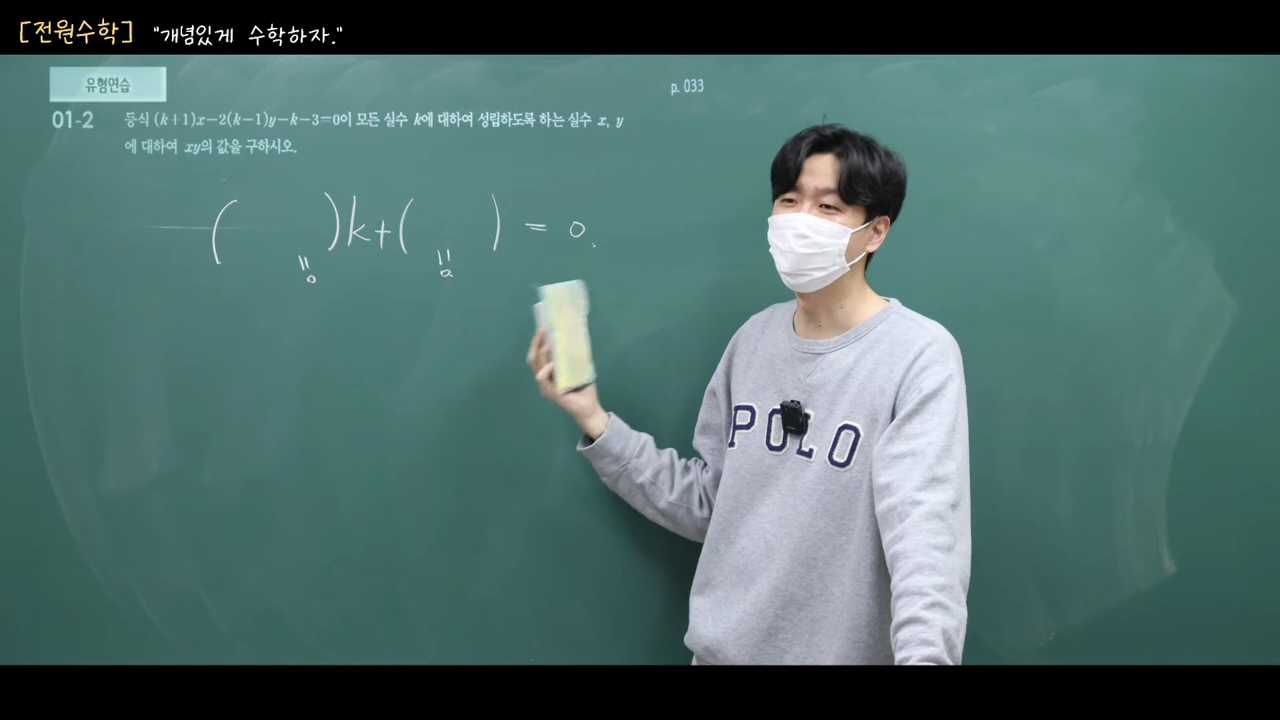 [전원수학] "개념있게 수학하자."
유형연습
p. 033
01-2 등식 (k+1)x-2(k-1)y-k-3=0이 모든 실수 k에 대하여 성립하도록 하는 실수 x, y
에 대하여 xy의 값을 구하시오.
( )k+( ) = 0.
" "
0 0
POLO